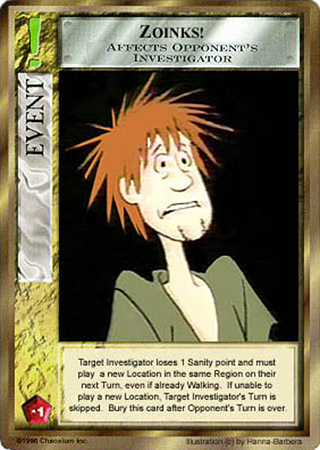 ZOINKS!
AFFECTS OPPONENT'S
INVESTIGATOR
EVENT
Target Investigator loses 1 Sanity point and must
play a new Location in the same Region on their
next Turn, even if already Walking. If unable to
play a new Location, Target Investigator's Turn is
skipped. Bury this card after Opponent's Turn is over.
-1
©1996 Chaosium Inc.
Illustration (c) by Hanna-Barbera